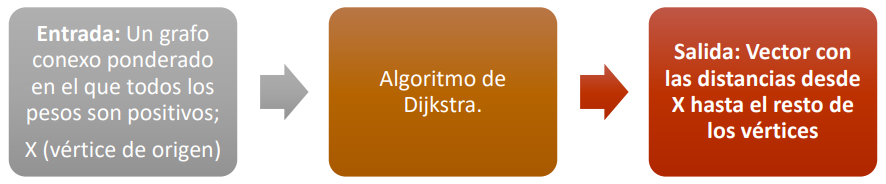 Entrada: Un grafo
conexo ponderado
en el que todos los
pesos son positivos;
X (vértice de origen)
Algoritmo de
Dijkstra.
Salida: Vector con
las distancias desde
X hasta el resto de
los vértices